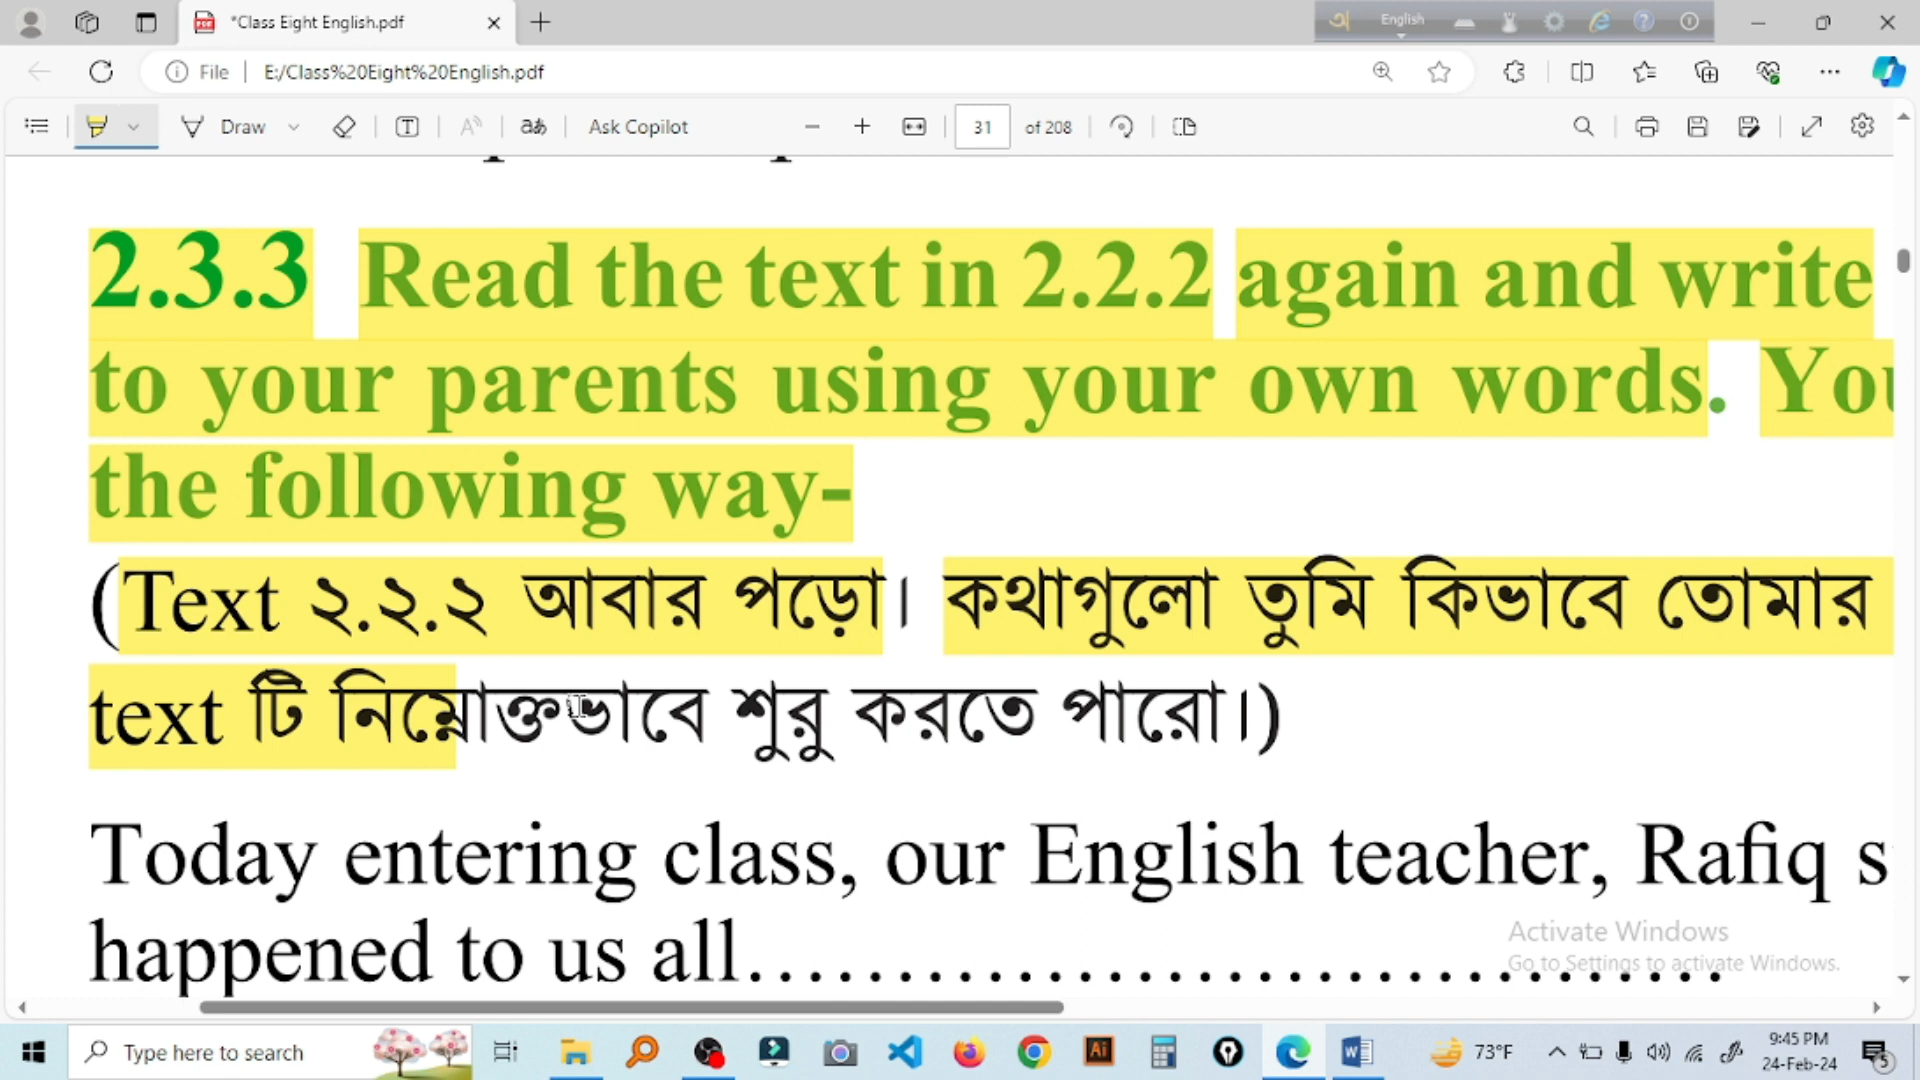 *Class Eight English.pdf
English
File
E:/Class%20Eight%20English.pdf
Draw
Ask Copilot
31 of 208
2.3.3 Read the text in 2.2.2 again and write
to your parents using your own words. You
the following way-
(Text ২.২.২ আবার পড়ো। কথাগুলো তুমি কিভাবে তোমার
text টি নিম্নোক্তভাবে শুরু করতে পারো।)
Today entering class, our English teacher, Rafiq s
happened to us all..............................
Activate Windows
Go to Settings to activate Windows.
Type here to search
73°F
9:45 PM
24-Feb-24
5